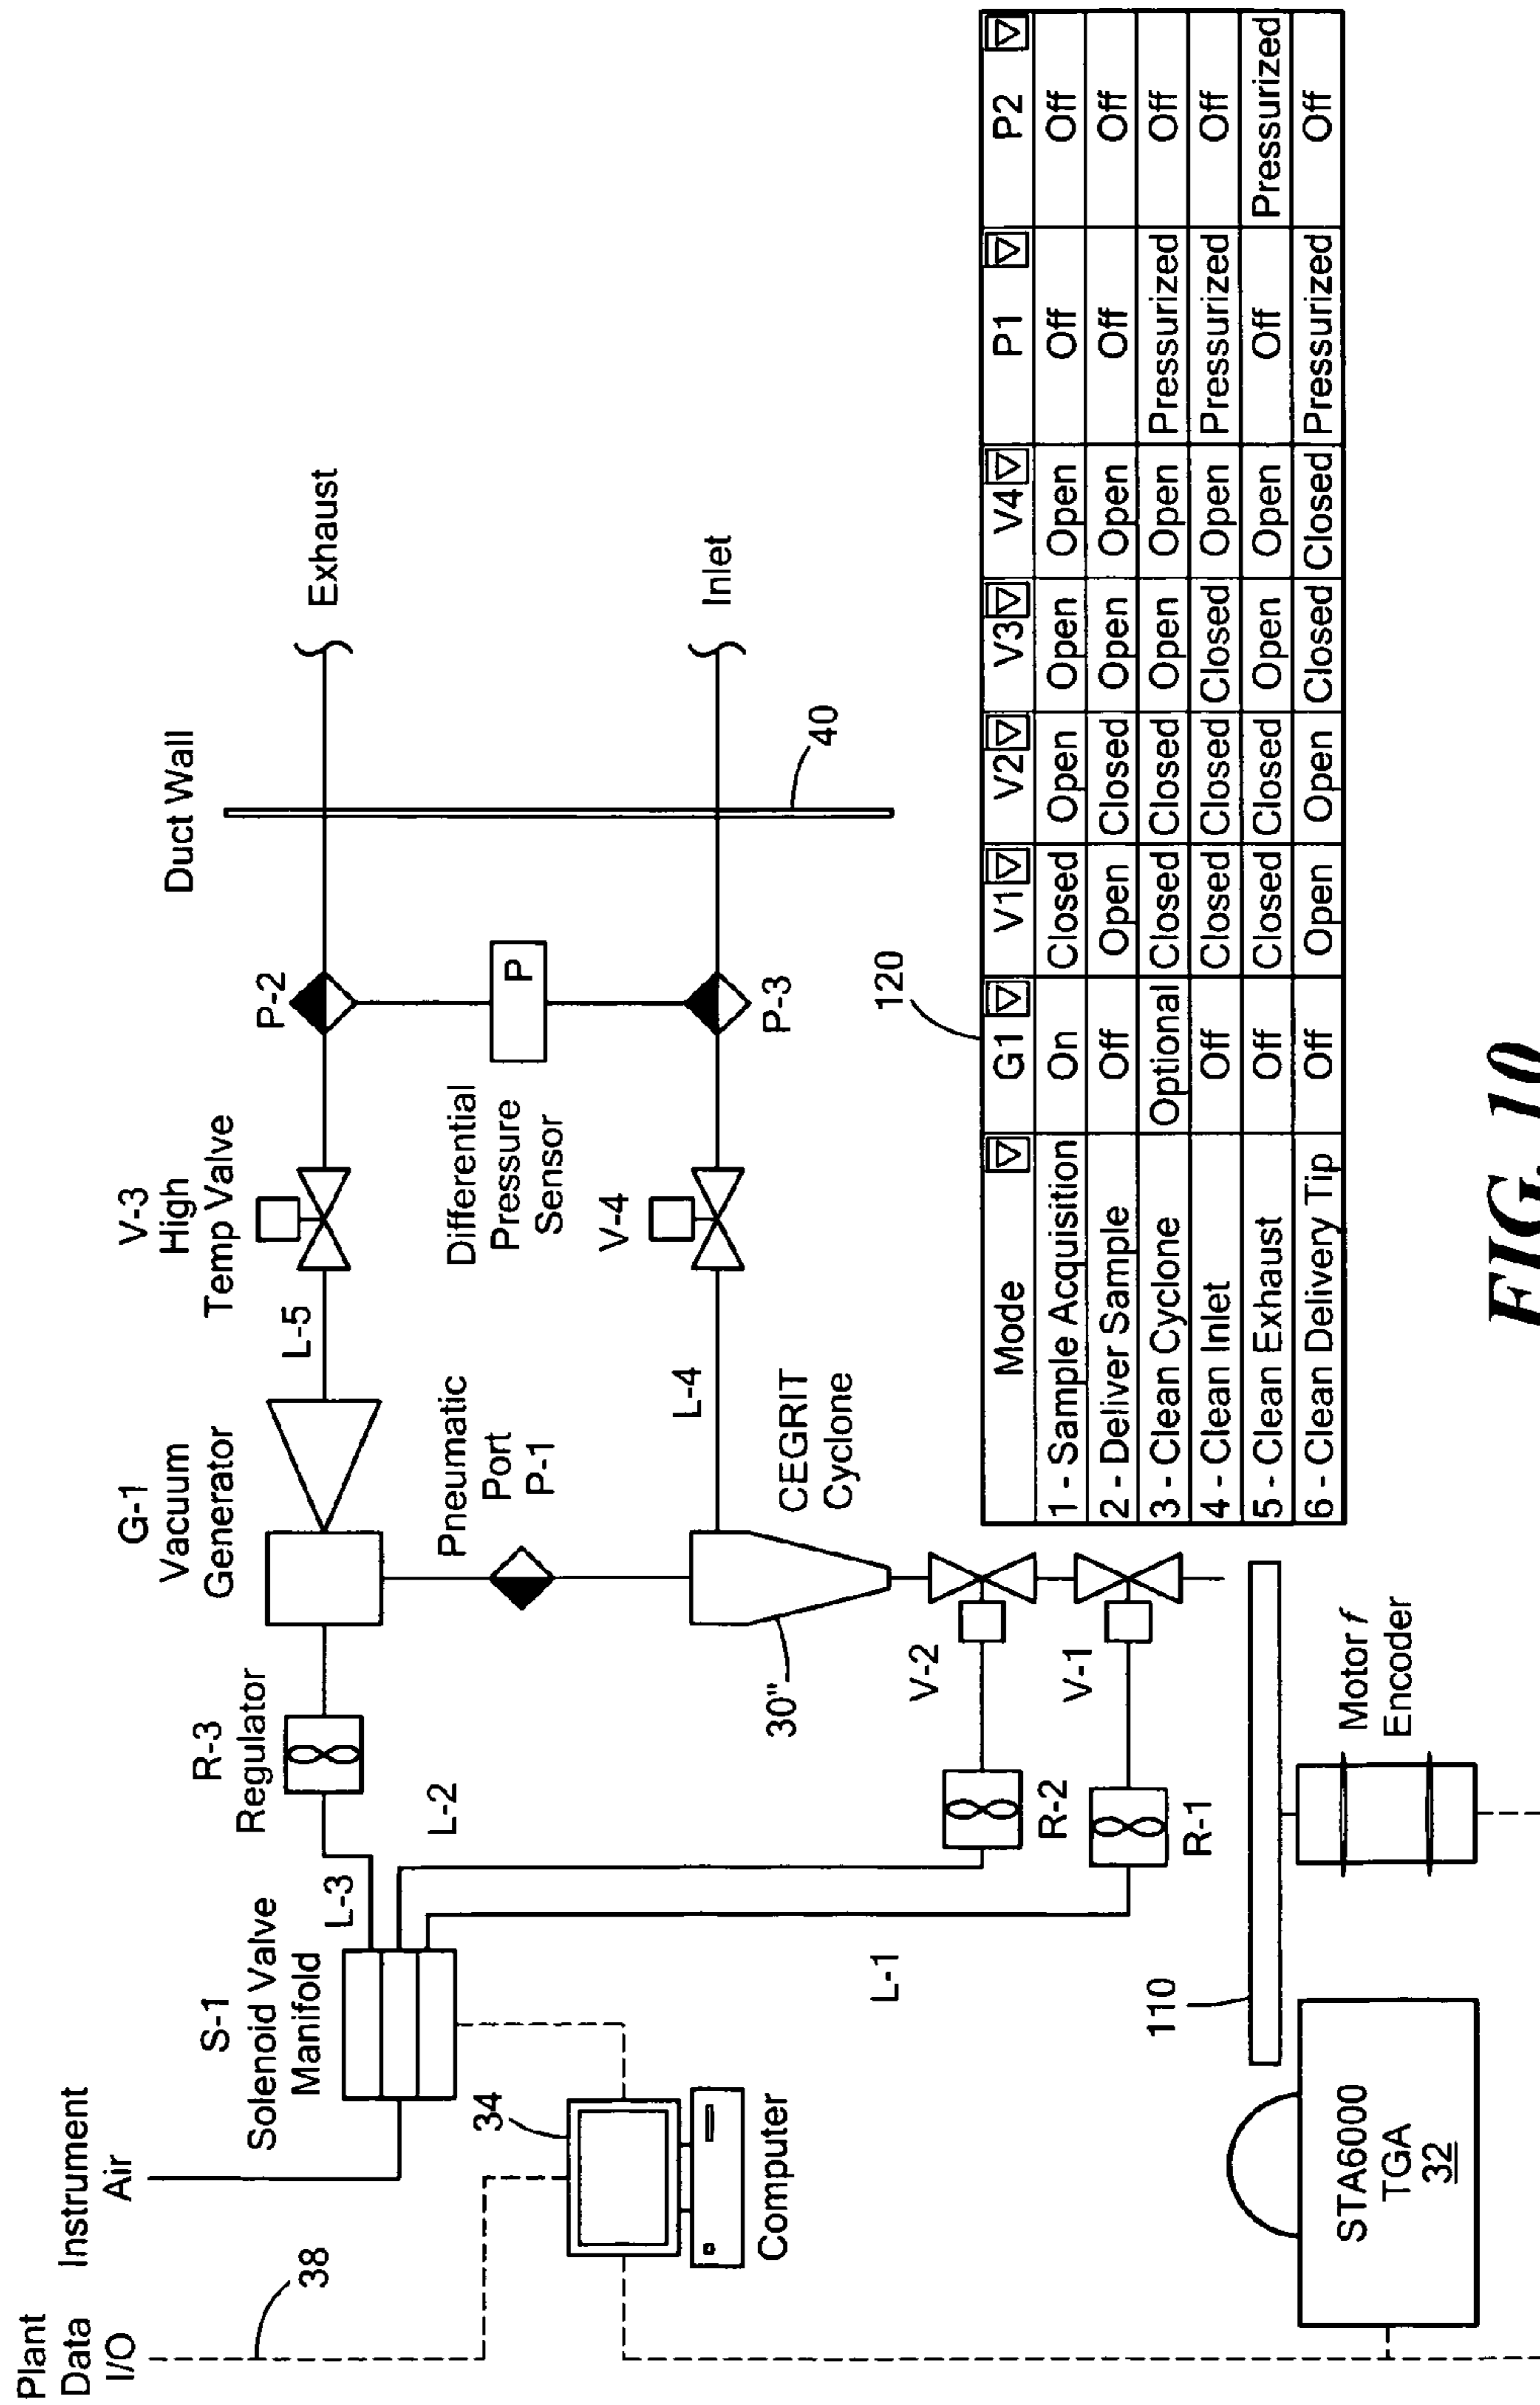 Plant
Data
I/O
38
Instrument
Air
S-1
Solenoid Valve
Manifold
34
Computer
L-3
L-2
L-1
R-3
Regulator
G-1
Vacuum
Generator
L-5
V-3
High
Temp Valve
P-2
Duct Wall
Exhaust
Pneumatic
Port
P-1
Differential
Pressure
Sensor
P
V-4
L-4
P-3
Inlet
40
CEGRIT
Cyclone
30"
V-2
R-2
V-1
R-1
110
STA6000
TGA
32
Motor f
Encoder
120
Mode G1 V1 V2 V3 V4 P1 P2
1 - Sample Acquisition On Closed Open Open Open Off Off
2 - Deliver Sample Off Open Closed Open Open Off Off
3 - Clean Cyclone Optional Closed Closed Open Open Pressurized Off
4 - Clean Inlet Off Closed Closed Closed Open Pressurized Off
5 - Clean Exhaust Off Closed Closed Open Open Off Pressurized
6 - Clean Delivery Tip Off Open Open Closed Closed Pressurized Off
FIG. 10